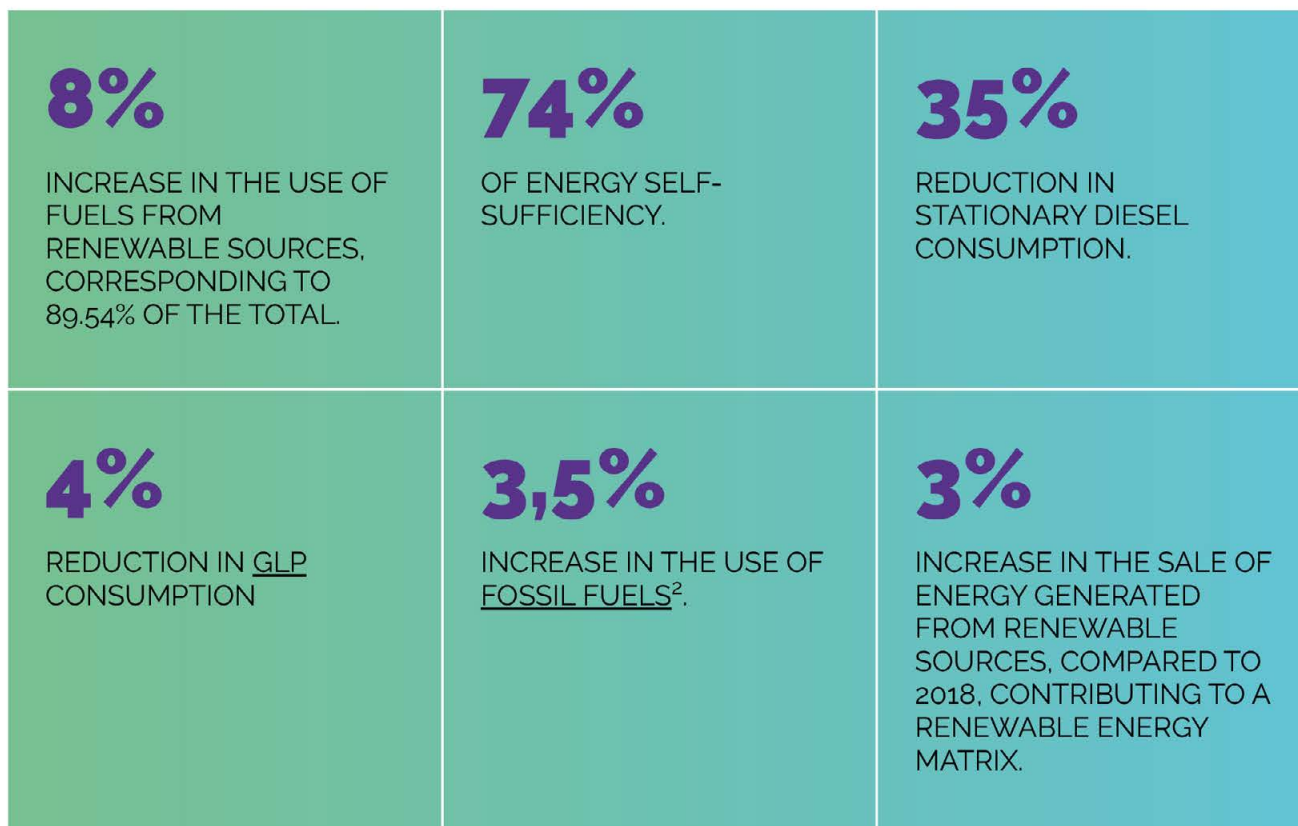 8%
INCREASE IN THE USE OF
FUELS FROM
RENEWABLE SOURCES,
CORRESPONDING TO
89.54% OF THE TOTAL.
74%
OF ENERGY SELF-
SUFFICIENCY.
35%
REDUCTION IN
STATIONARY DIESEL
CONSUMPTION.
4%
REDUCTION IN GLP
CONSUMPTION
3,5%
INCREASE IN THE USE OF
FOSSIL FUELS².
3%
INCREASE IN THE SALE OF
ENERGY GENERATED
FROM RENEWABLE
SOURCES, COMPARED TO
2018, CONTRIBUTING TO A
RENEWABLE ENERGY
MATRIX.